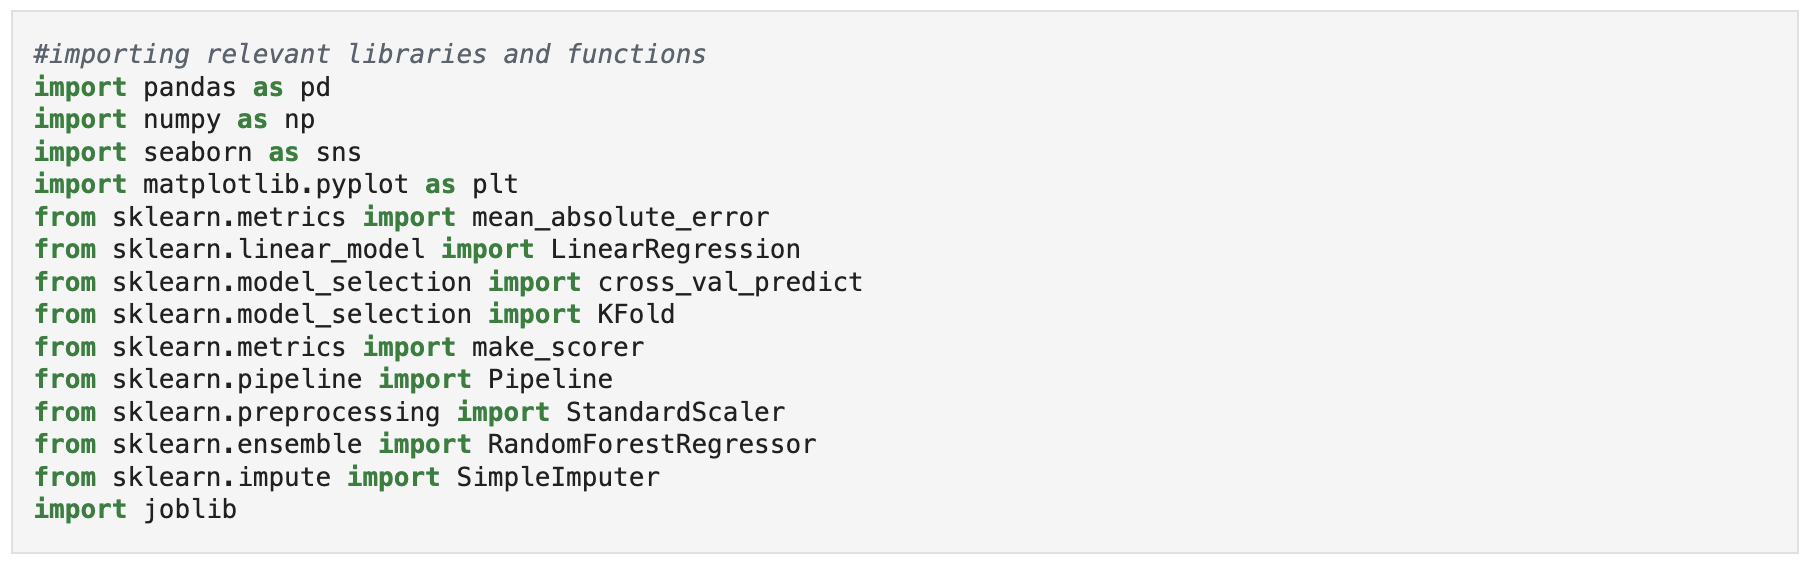 #importing relevant libraries and functions
import pandas as pd
import numpy as np
import seaborn as sns
import matplotlib.pyplot as plt
from sklearn.metrics import mean_absolute_error
from sklearn.linear_model import LinearRegression
from sklearn.model_selection import cross_val_predict
from sklearn.model_selection import KFold
from sklearn.metrics import make_scorer
from sklearn.pipeline import Pipeline
from sklearn.preprocessing import StandardScaler
from sklearn.ensemble import RandomForestRegressor
from sklearn.impute import SimpleImputer
import joblib